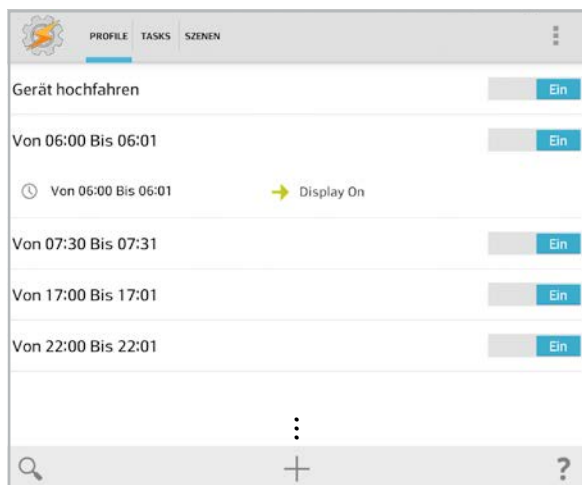 PROFILE TASKS SZENEN
Gerät hochfahren Ein
Von 06:00 Bis 06:01 Ein
Von 06:00 Bis 06:01 Display On
Von 07:30 Bis 07:31 Ein
Von 17:00 Bis 17:01 Ein
Von 22:00 Bis 22:01 Ein
?